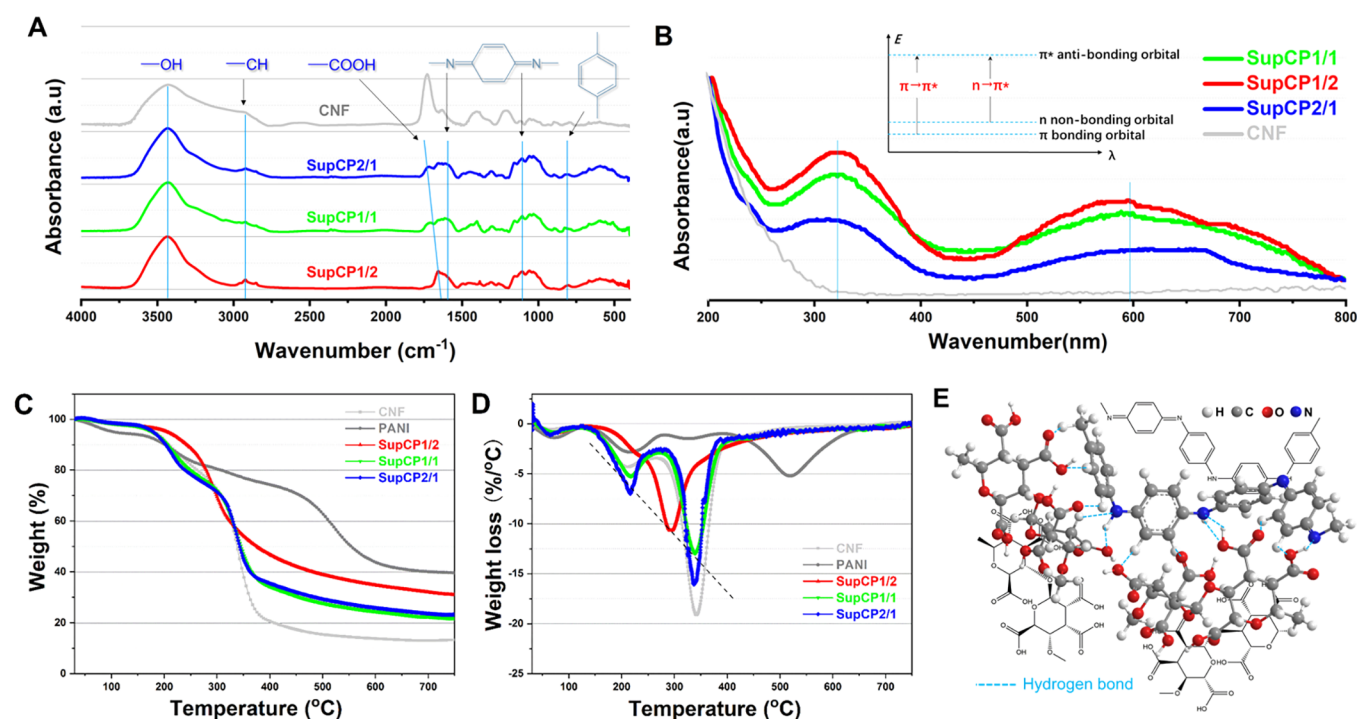 A
—OH
—CH
—COOH
—N
N—
CNF
SupCP2/1
SupCP1/1
SupCP1/2
Absorbance (a.u)
4000 3500 3000 2500 2000 1500 1000 500
Wavenumber (cm⁻¹)
B
E
π* anti-bonding orbital
π→π*
n→π*
n non-bonding orbital
π bonding orbital
λ
SupCP1/1
SupCP1/2
SupCP2/1
CNF
Absorbance(a.u)
200 300 400 500 600 700 800
Wavenumber(nm)
C
CNF
PANI
SupCP1/2
SupCP1/1
SupCP2/1
Weight (%)
100
80
60
40
20
0
100 200 300 400 500 600 700
Temperature (°C)
D
CNF
PANI
SupCP1/2
SupCP1/1
SupCP2/1
Weight loss (%/°C)
0
-5
-10
-15
-20
-25
100 200 300 400 500 600 700
Temperature (°C)
E
H C O N
Hydrogen bond